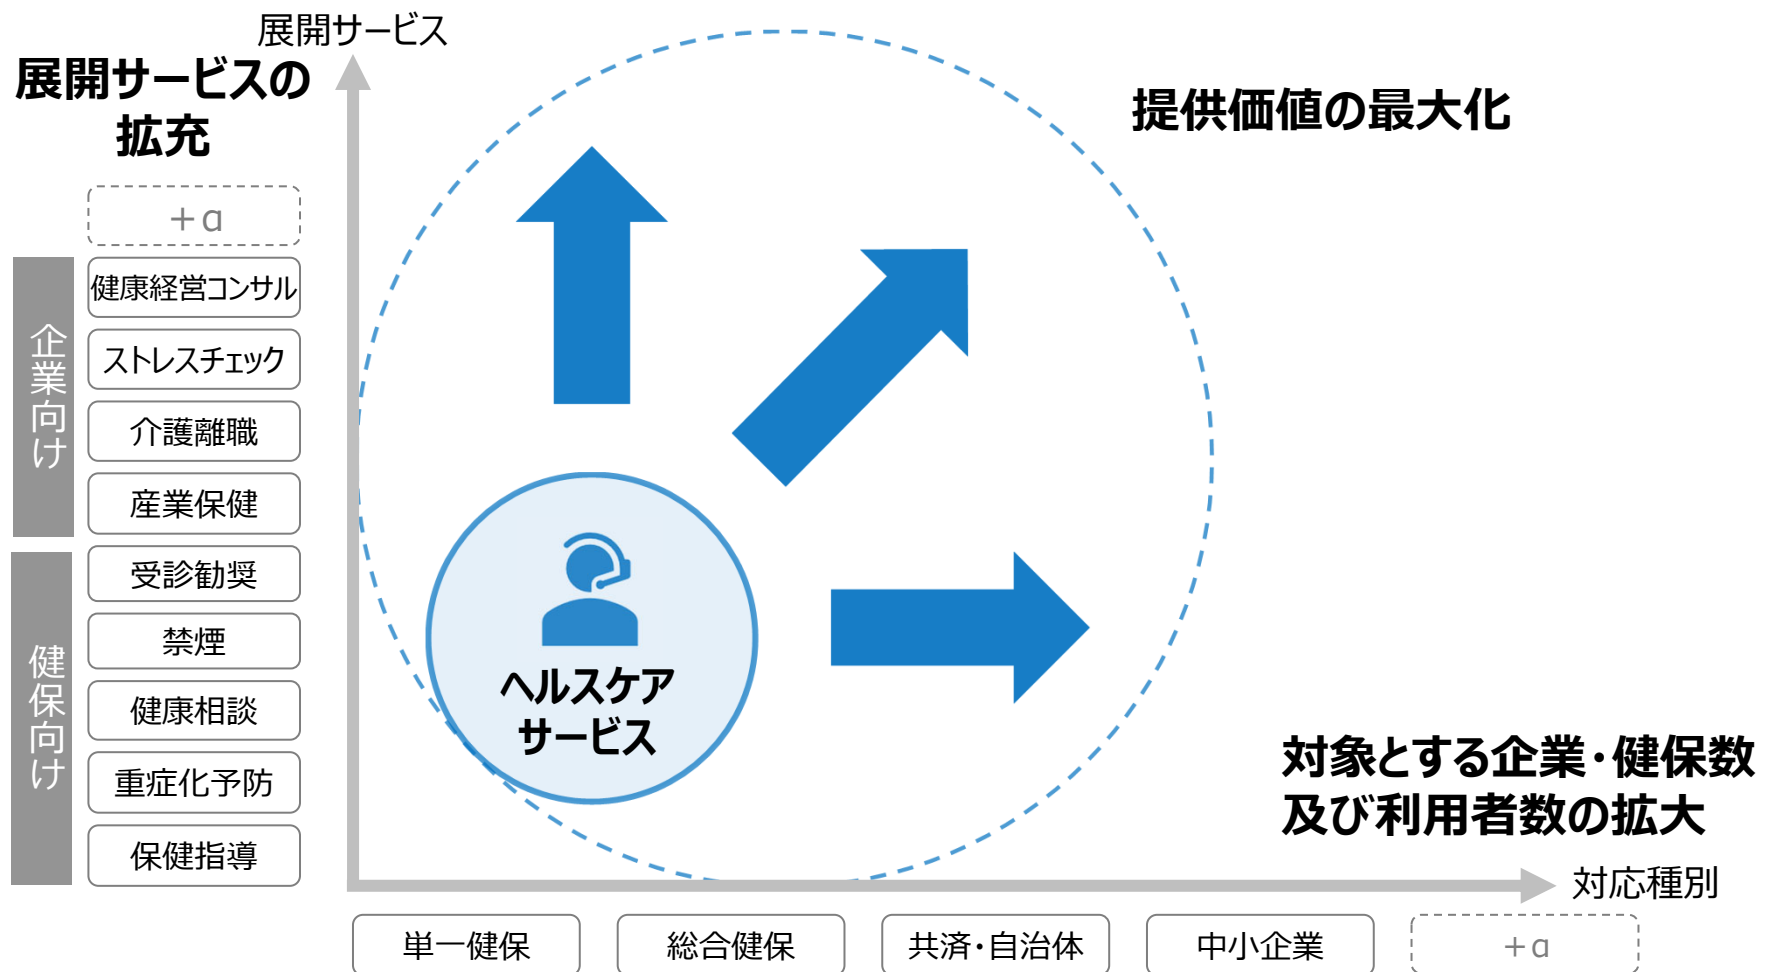 展開サービス
展開サービスの
拡充
提供価値の最大化
+α
企業向け
健康経営コンサル
ストレスチェック
介護離職
産業保健
健保向け
受診勧奨
禁煙
健康相談
重症化予防
保健指導
ヘルスケア
サービス
対象とする企業・健保数
及び利用者数の拡大
対応種別
単一健保
総合健保
共済・自治体
中小企業
+α